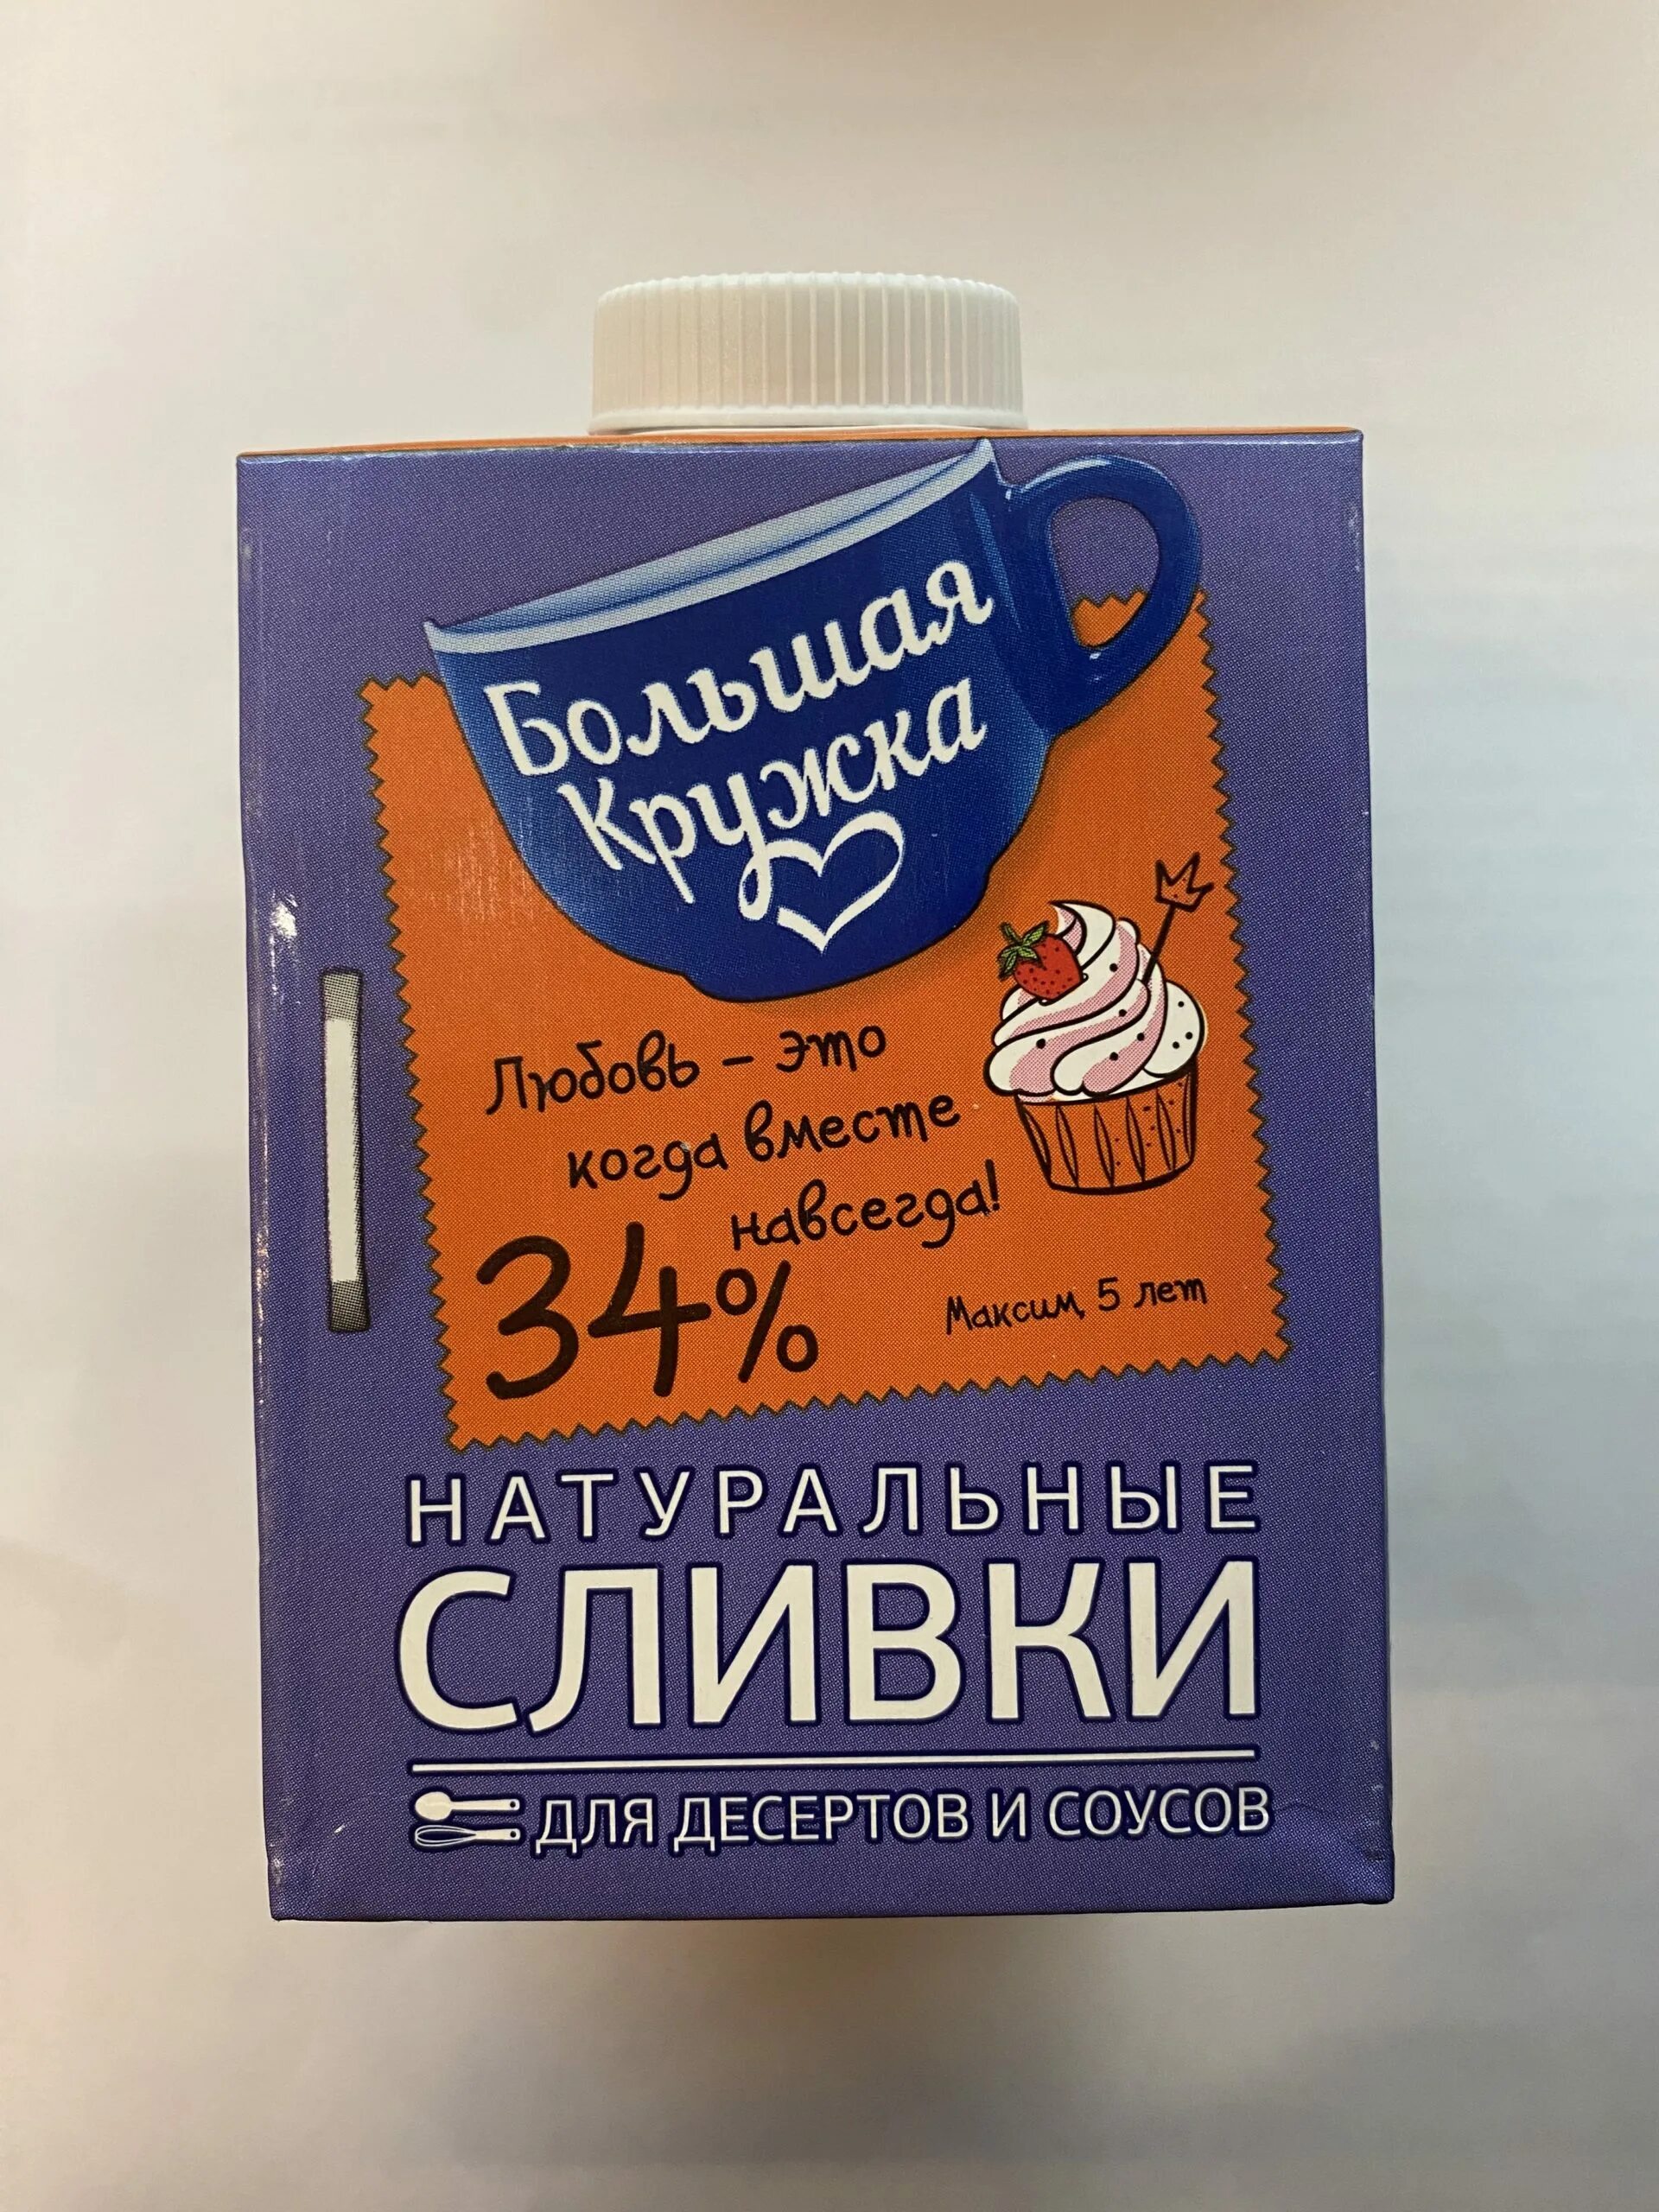 Большая
Кружка
Любовь – это
когда вместе
навсегда!
34%
Максим, 5 лет
НАТУРАЛЬНЫЕ
СЛИВКИ
ДЛЯ ДЕСЕРТОВ И СОУСОВ